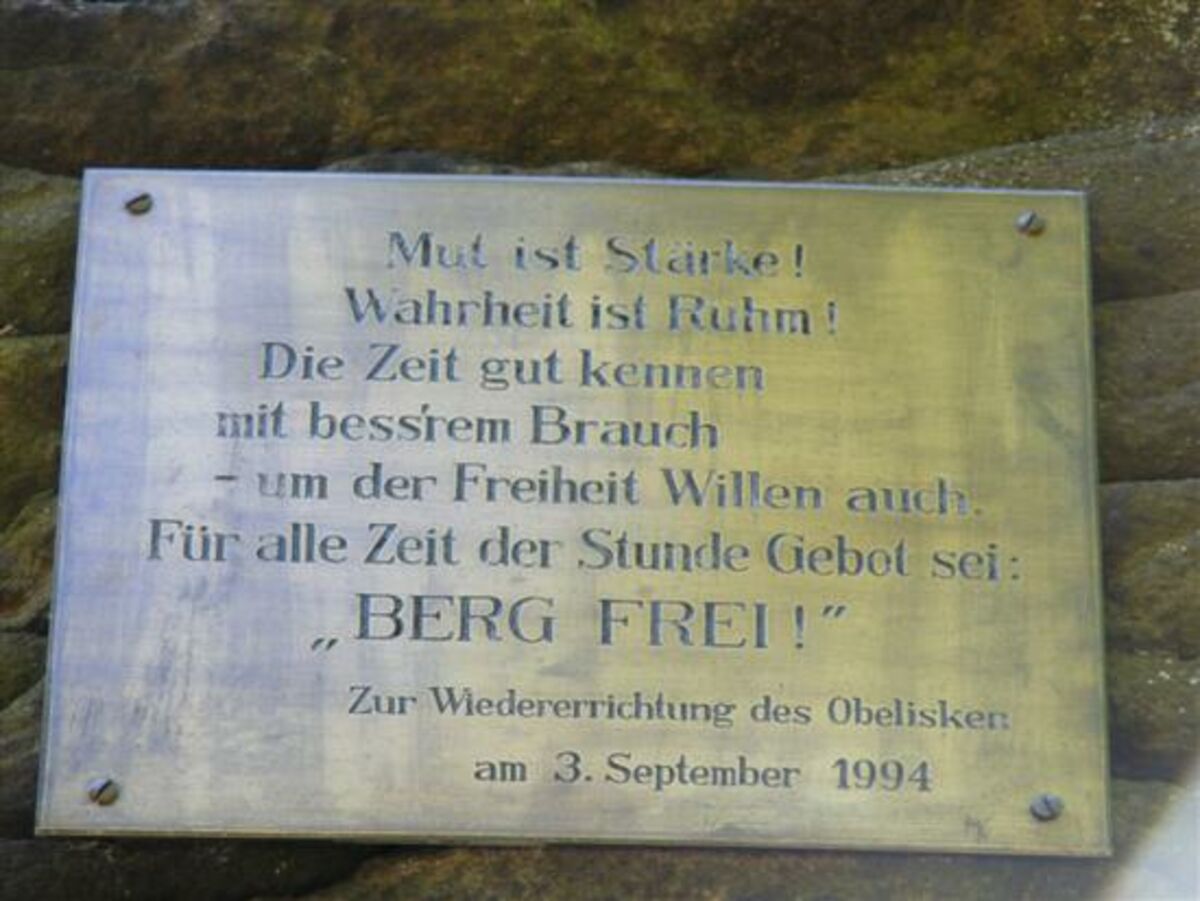 Mut ist Stärke!
Wahrheit ist Ruhm!
Die Zeit gut kennen
mit bess'rem Brauch
- um der Freiheit Willen auch.
Für alle Zeit der Stunde Gebot sei:
„BERG FREI!”
Zur Wiedererrichtung des Obelisken
am 3. September 1994